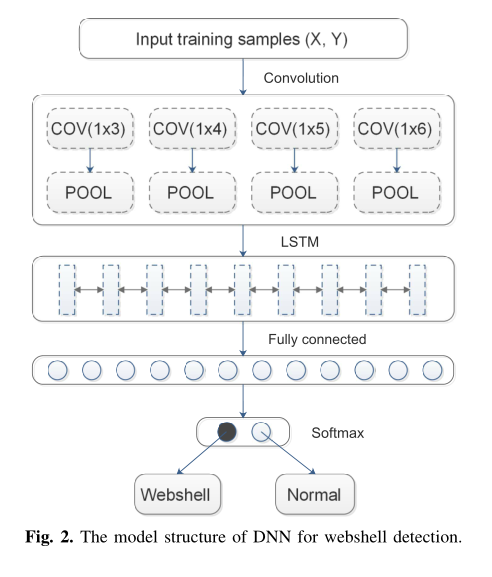 Input training samples (X, Y)
Convolution
COV(1x3) COV(1x4) COV(1x5) COV(1x6)
POOL POOL POOL POOL
LSTM
Fully connected
Softmax
Webshell Normal
Fig. 2. The model structure of DNN for webshell detection.